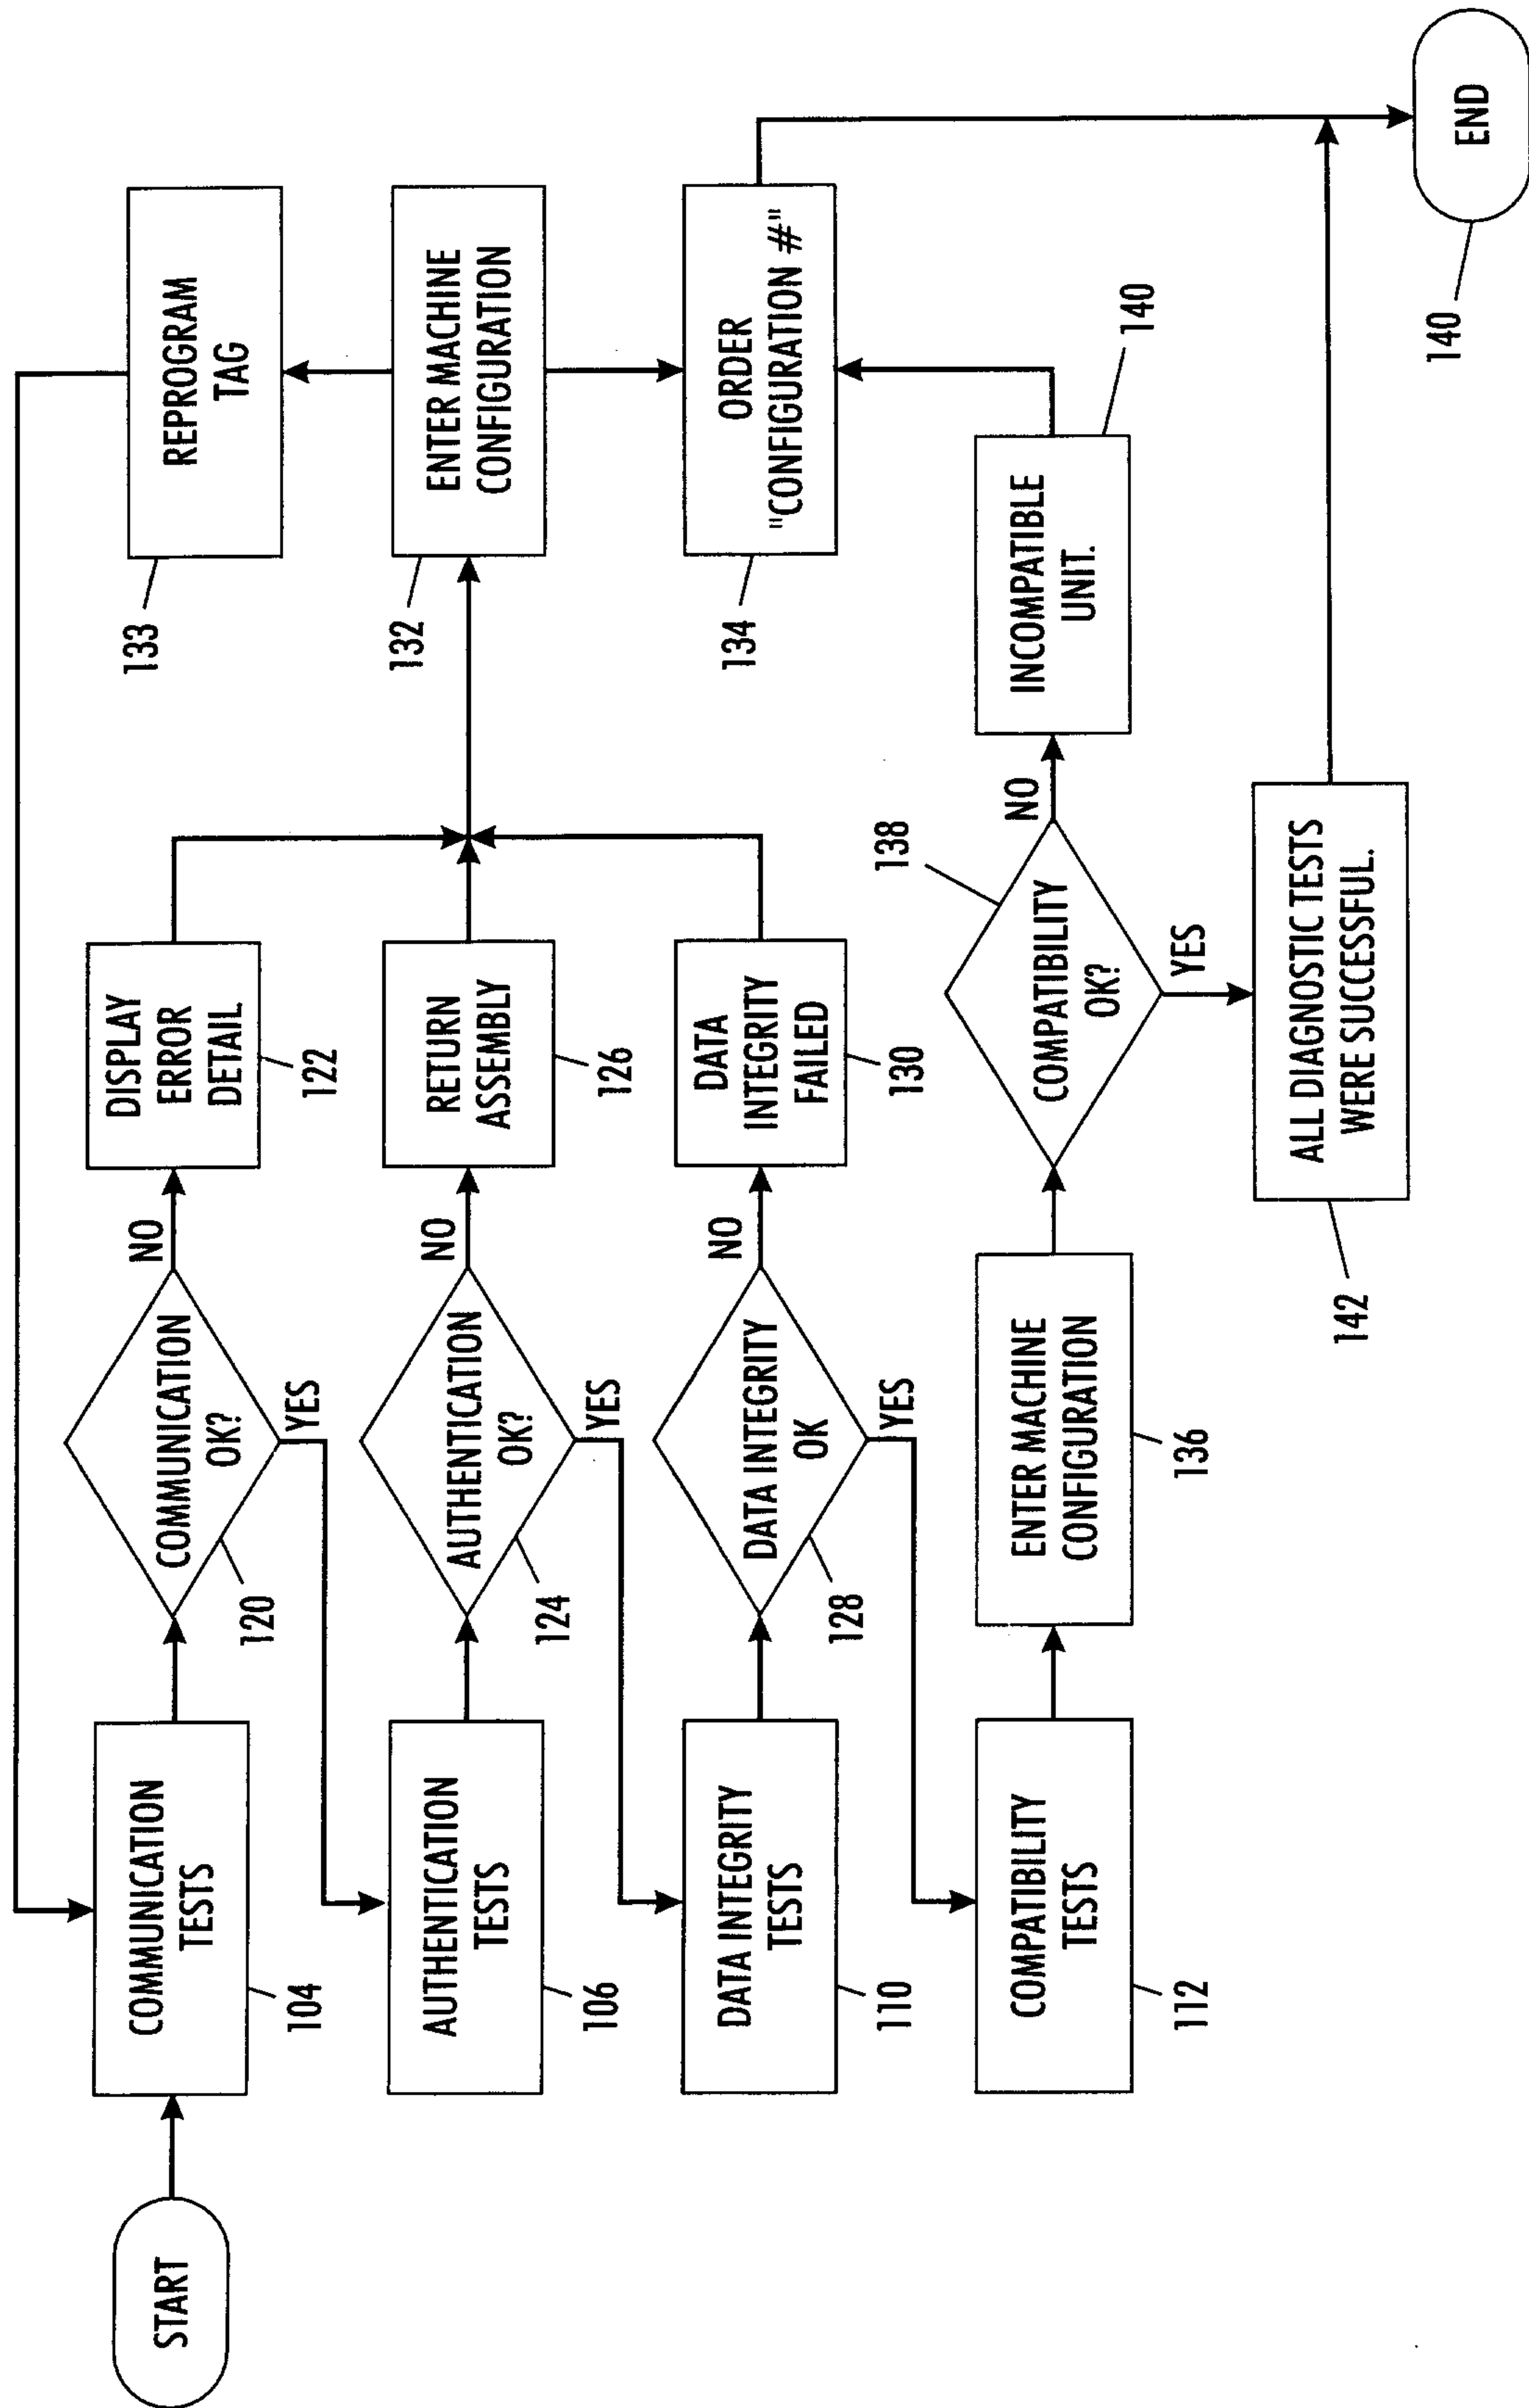 START
COMMUNICATION
TESTS
104
COMMUNICATION
OK?
120
NO
YES
DISPLAY
ERROR
DETAIL
122
REPROGRAM
TAG
133
AUTHENTICATION
TESTS
106
AUTHENTICATION
OK?
124
NO
YES
RETURN
ASSEMBLY
126
ENTER MACHINE
CONFIGURATION
132
DATA INTEGRITY
TESTS
110
DATA INTEGRITY
OK
128
NO
YES
DATA
INTEGRITY
FAILED
130
ORDER
"CONFIGURATION #"
134
COMPATIBILITY
TESTS
112
ENTER MACHINE
CONFIGURATION
136
COMPATIBILITY
OK?
138
NO
YES
INCOMPATIBLE
UNIT.
140
ALL DIAGNOSTIC TESTS
WERE SUCCESSFUL.
142
END
140